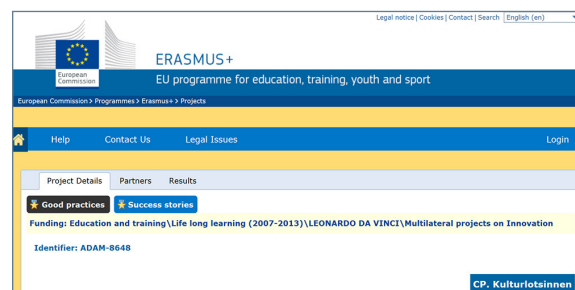 Legal notice | Cookies | Contact | Search English (en)
ERASMUS+
European
Commission
EU programme for education, training, youth and sport
European Commission > Programmes > Erasmus+ > Projects
Help Contact Us Legal Issues Login
Project Details Partners Results
Good practices Success stories
Funding: Education and training\Life long learning (2007-2013)\LEONARDO DA VINCI\Multilateral projects on Innovation
Identifier: ADAM-8648
CP. Kulturlotsinnen